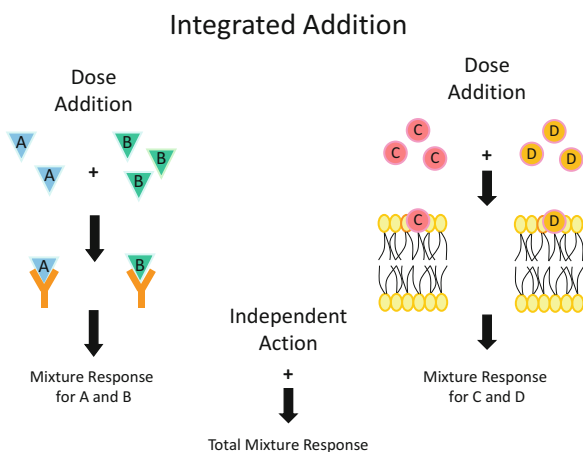 Integrated Addition
Dose
Addition
A
A
+
B
B
B
A
B
Mixture Response
for A and B
Dose
Addition
C
C
C
+
D
D
D
C
D
Mixture Response
for C and D
Independent
Action
+
Total Mixture Response